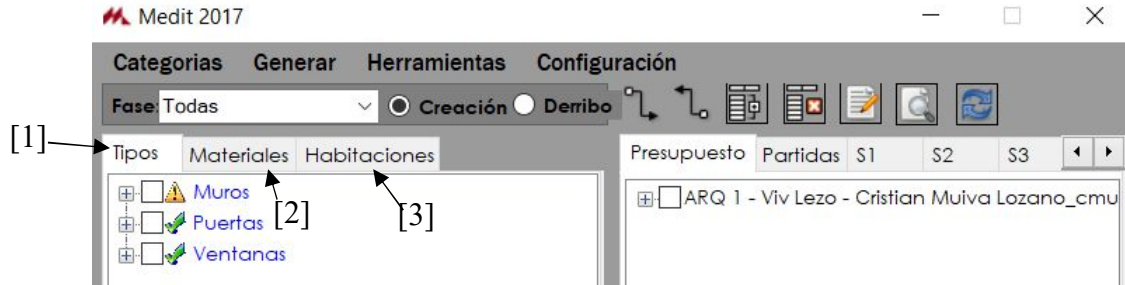 Medit 2017
Categorias Generar Herramientas Configuración
Fase: Todas Creación Derribo
[1] Tipos Materiales Habitaciones Presupuesto Partidas S1 S2 S3
Muros ARQ 1 - Viv Lezo - Cristian Muiva Lozano_cmu
Puertas [2] [3]
Ventanas